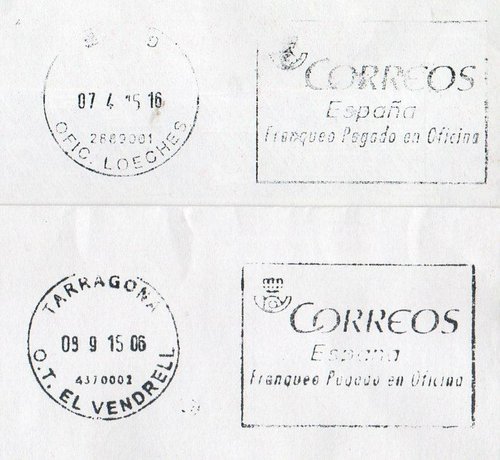 07 4 15 16
2889001
OFIC. LOECHES
CORREOS
España
Franqueo Pagado en Oficina
TARRAGONA
09 9 15 06
4370002
O.T. EL VENDRELL
CORREOS
España
Franqueo Pagado en Oficina